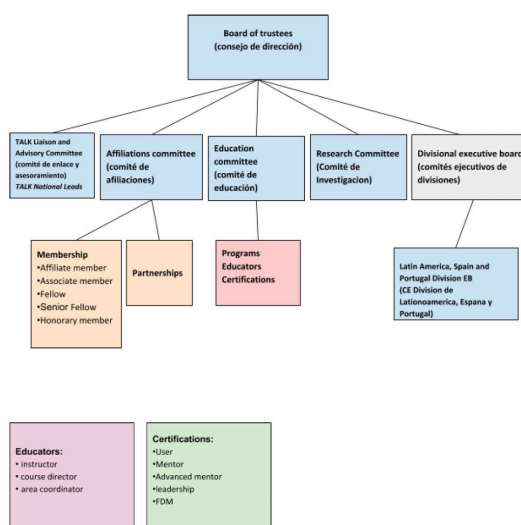 Board of trustees
(consejo de dirección)
TALK Liaison and
Advisory Committee
(comité de enlace y
asesoramiento)
TALK National Leads
Affiliations committee
(comité de
afiliaciones)
Education
committee
(comité de
educación)
Research Committee
(Comité de
Investigacion)
Divisional executive board
(comités ejecutivos de
divisiones)
Membership
•Affiliate member
•Associate member
•Fellow
•Senior Fellow
•Honorary member
Partnerships
Programs
Educators
Certifications
Latin America, Spain and
Portugal Division EB
(CE Division de
Lationoamerica, Espana y
Portugal)
Educators:
• instructor
• course director
• area coordinator
Certifications:
• User
•Mentor
•Advanced mentor
•leadership
•FDM